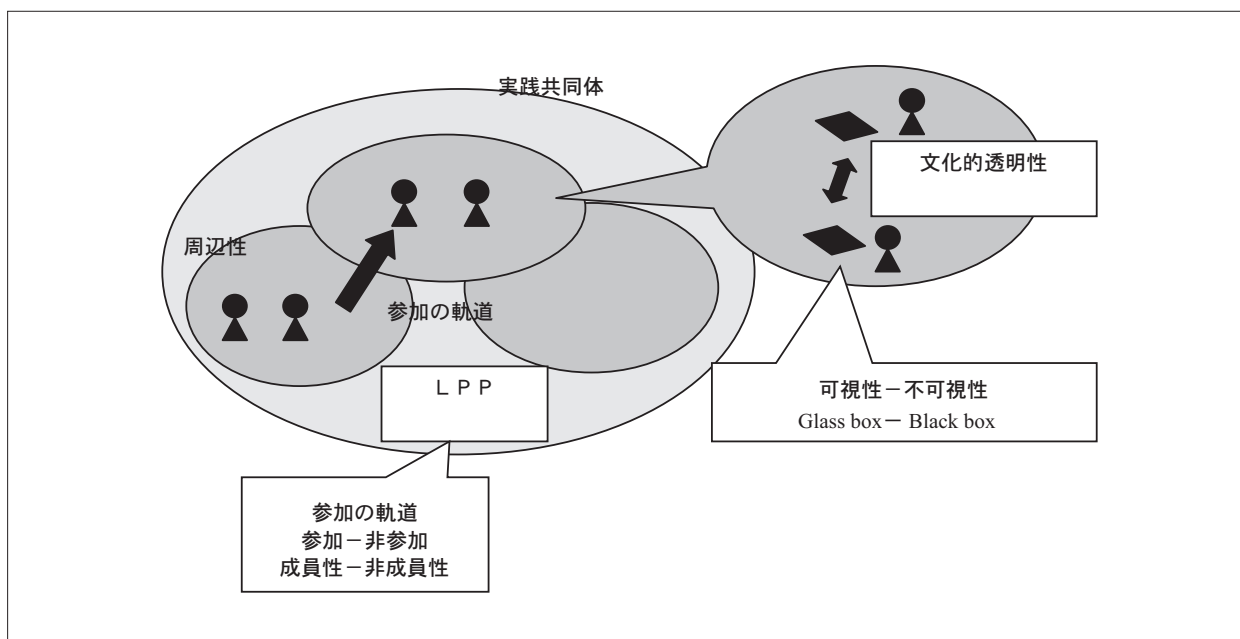 実践共同体
文化的透明性
周辺性
参加の軌道
ＬＰＰ
可視性－不可視性
Glass box－ Black box
参加の軌道
参加－非参加
成員性－非成員性